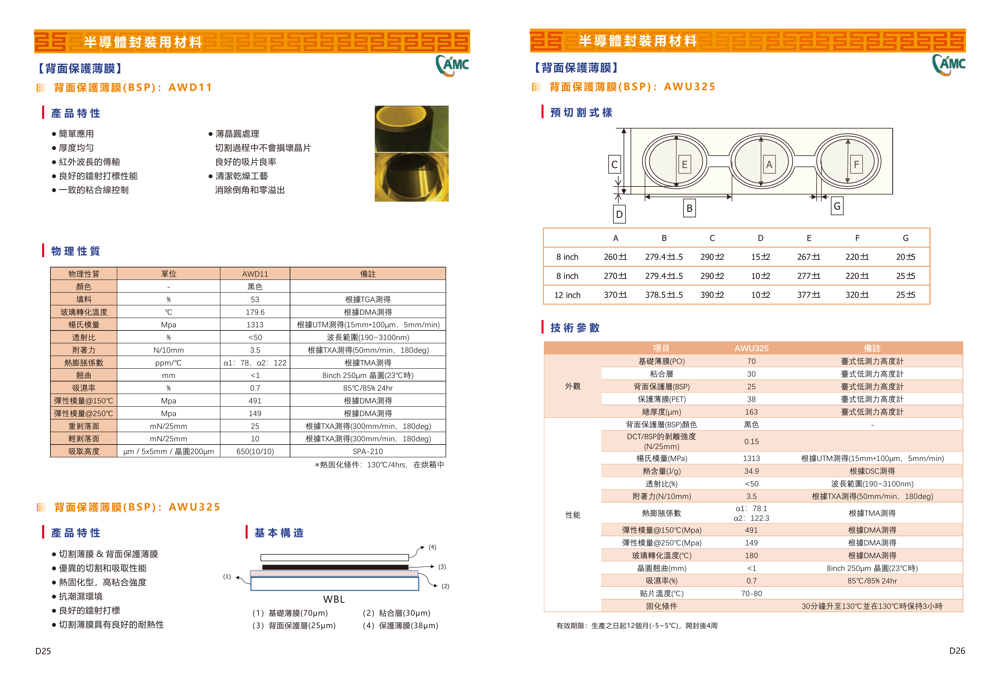 半導體封裝用材料
CAMC
【背面保護薄膜】
背面保護薄膜(BSP)：AWD11
產品特性
● 簡單應用
● 厚度均勻
● 紅外波長的傳輸
● 良好的鐳射打標性能
● 一致的粘合線控制
● 薄晶圓處理
切割過程中不會損壞晶片
良好的吸片良率
● 清潔乾燥工藝
消除倒角和零溢出
物理性質
物理性質 單位 AWD11 備註
顏色 - 黑色
填料 % 53 根據TGA測得
玻璃轉化溫度 ℃ 179.6 根據DMA測得
楊氏模量 Mpa 1313 根據UTM測得(15mm*100μm，5mm/min)
透射比 % <50 波長範圍(190~3100nm)
附著力 N/10mm 3.5 根據TXA測得(50mm/min，180deg)
熱膨脹係數 ppm/℃ α1：78，α2：122 根據TMA測得
翹曲 mm <1 8inch 250μm 晶圓(23℃時)
吸濕率 % 0.7 85℃/85% 24hr
彈性模量@150℃ Mpa 491 根據DMA測得
彈性模量@250℃ Mpa 149 根據DMA測得
重剝落面 mN/25mm 25 根據TXA測得(300mm/min，180deg)
輕剝落面 mN/25mm 10 根據TXA測得(300mm/min，180deg)
吸取高度 μm / 5x5mm / 晶圓200μm 650(10/10) SPA-210
※熱固化條件：130℃/4hrs，在烘箱中
背面保護薄膜(BSP)：AWU325
產品特性
● 切割薄膜 & 背面保護薄膜
● 優異的切割和吸取性能
● 熱固化型，高粘合強度
● 抗潮濕環境
● 良好的鐳射打標
● 切割薄膜具有良好的耐熱性
基本構造
(4)
(3)
(1)
(2)
WBL
(1) 基礎薄膜(70μm) (2) 粘合層(30μm)
(3) 背面保護層(25μm) (4) 保護薄膜(38μm)
D25
半導體封裝用材料
CAMC
【背面保護薄膜】
背面保護薄膜(BSP)：AWU325
預切割式樣
C E A F
B G
D
A B C D E F G
8 inch 260±1 279.4±1.5 290±2 15±2 267±1 220±1 20±5
8 inch 270±1 279.4±1.5 290±2 10±2 277±1 220±1 25±5
12 inch 370±1 378.5±1.5 390±2 10±2 377±1 320±1 25±5
技術參數
項目 AWU325 備註
外觀
基礎薄膜(PO) 70 臺式低測力高度計
粘合層 30 臺式低測力高度計
背面保護層(BSP) 25 臺式低測力高度計
保護薄膜(PET) 38 臺式低測力高度計
總厚度(μm) 163 臺式低測力高度計
性能
背面保護層(BSP)顏色 黑色 -
DCT/BSP的剝離強度
(N/25mm) 0.15
楊氏模量(MPa) 1313 根據UTM測得(15mm*100μm，5mm/min)
熱含量(J/g) 34.9 根據DSC測得
透射比(%) <50 波長範圍(190~3100nm)
附著力(N/10mm) 3.5 根據TXA測得(50mm/min，180deg)
熱膨脹係數 α1：78.1
α2：122.3 根據TMA測得
彈性模量@150℃(Mpa) 491 根據DMA測得
彈性模量@250℃(Mpa) 149 根據DMA測得
玻璃轉化溫度(℃) 180 根據DMA測得
晶圓翹曲(mm) <1 8inch 250μm 晶圓(23℃時)
吸濕率(%) 0.7 85℃/85% 24hr
貼片溫度(℃) 70-80
固化條件 30分鐘升至130℃並在130℃時保持3小時
有效期限：生產之日起12個月(-5~5℃)，開封後4周
D26